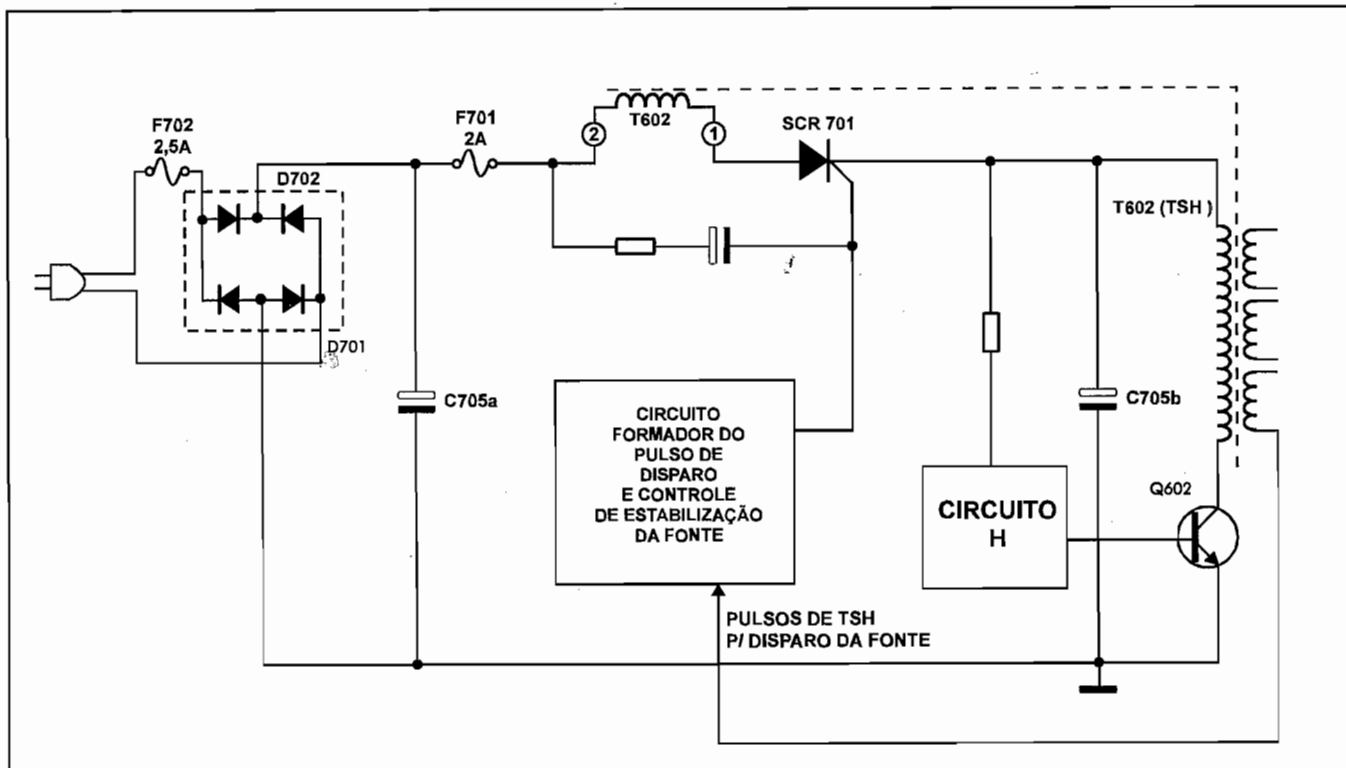 F702
2,5A
D702
D701
F701
2A
C705a
T602
2
1
SCR 701
CIRCUITO
FORMADOR DO
PULSO DE
DISPARO
E CONTROLE
DE ESTABILIZAÇÃO
DA FONTE
PULSOS DE TSH
P/ DISPARO DA FONTE
CIRCUITO
H
C705b
T602 (TSH )
Q602